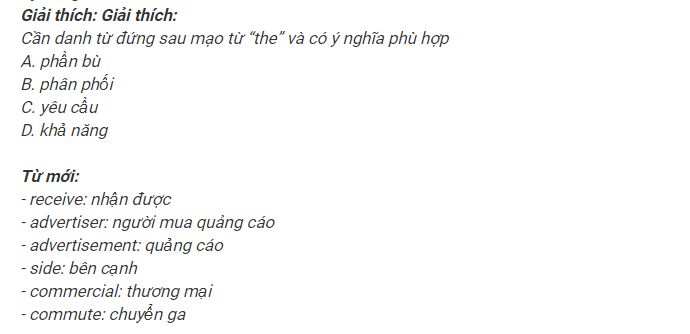 Giải thích: Giải thích:
Cần danh từ đứng sau mạo từ “the” và có ý nghĩa phù hợp
A. phần bù
B. phân phối
C. yêu cầu
D. khả năng
Từ mới:
- receive: nhận được
- advertiser: người mua quảng cáo
- advertisement: quảng cáo
- side: bên cạnh
- commercial: thương mại
- commute: chuyển ga